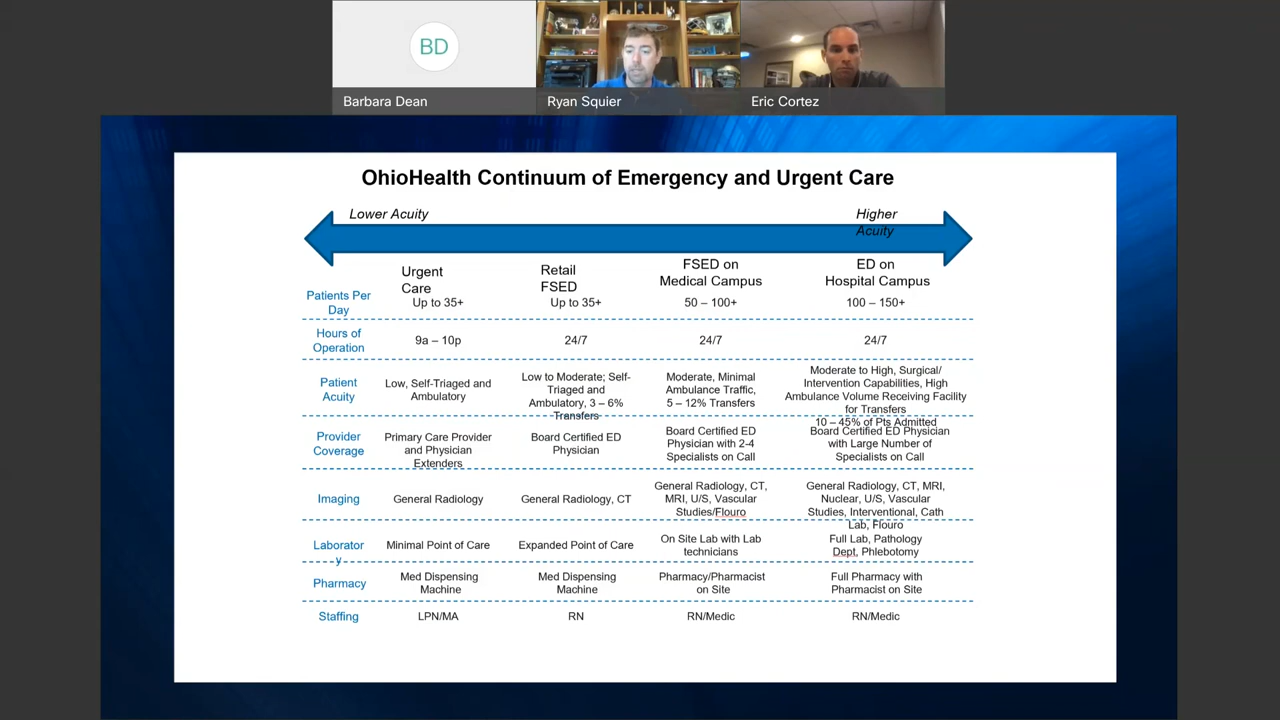 BD
Barbara Dean
Ryan Squier
Eric Cortez
OhioHealth Continuum of Emergency and Urgent Care
Lower Acuity
Higher
Acuity
Urgent
Care
Retail
FSED
FSED on
Medical Campus
ED on
Hospital Campus
Patients Per
Day
Up to 35+
Up to 35+
50 – 100+
100 – 150+
Hours of
Operation
9a – 10p
24/7
24/7
24/7
Patient
Acuity
Low, Self-Triaged and
Ambulatory
Low to Moderate; Self-
Triaged and
Ambulatory, 3 – 6%
Transfers
Moderate, Minimal
Ambulance Traffic,
5 – 12% Transfers
Moderate to High, Surgical/
Intervention Capabilities, High
Ambulance Volume Receiving Facility
for Transfers
10 – 45% of Pts Admitted
Provider
Coverage
Primary Care Provider
and Physician
Extenders
Board Certified ED
Physician
Board Certified ED
Physician with 2-4
Specialists on Call
Board Certified ED Physician
with Large Number of
Specialists on Call
Imaging
General Radiology
General Radiology, CT
General Radiology, CT,
MRI, U/S, Vascular
Studies/Flouro
General Radiology, CT, MRI,
Nuclear, U/S, Vascular
Studies, Interventional, Cath
Lab, Flouro
Laborator
y
Minimal Point of Care
Expanded Point of Care
On Site Lab with Lab
technicians
Full Lab, Pathology
Dept, Phlebotomy
Pharmacy
Med Dispensing
Machine
Med Dispensing
Machine
Pharmacy/Pharmacist
on Site
Full Pharmacy with
Pharmacist on Site
Staffing
LPN/MA
RN
RN/Medic
RN/Medic